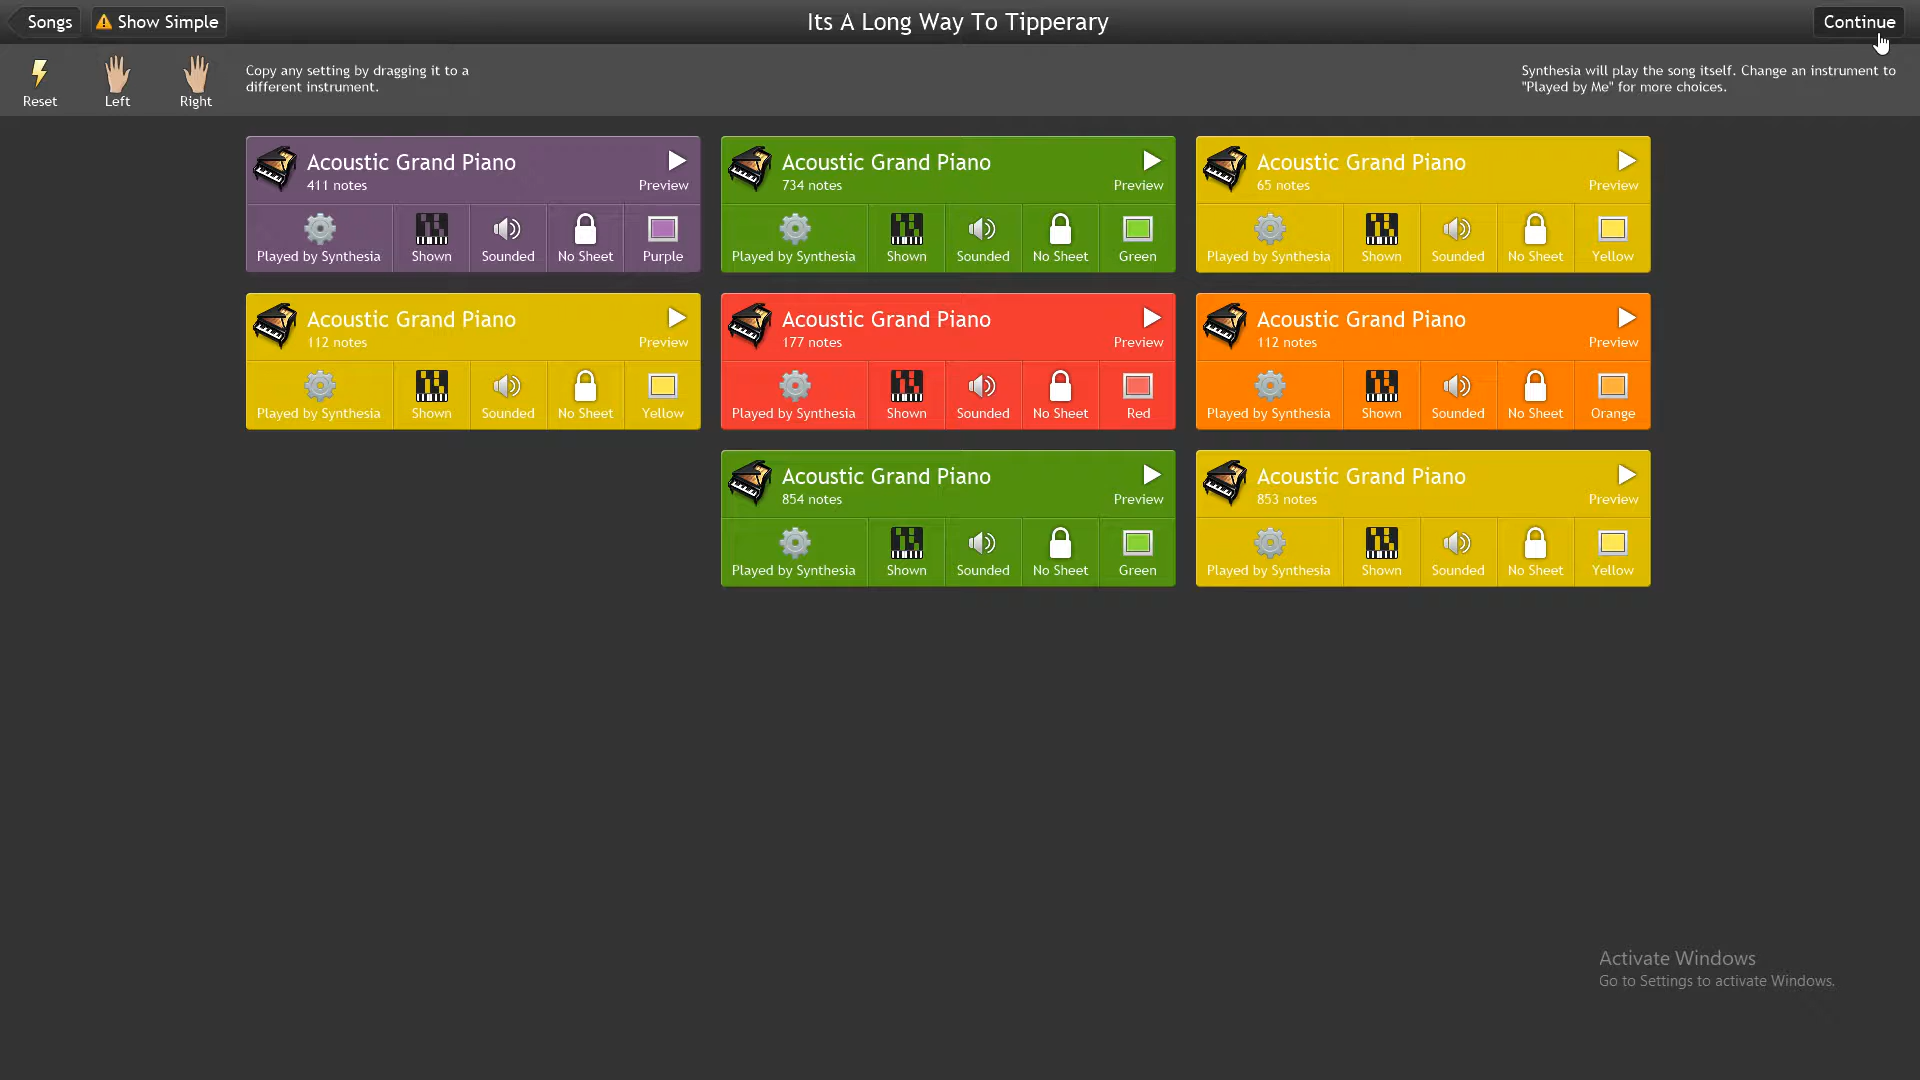 Songs
Show Simple
Its A Long Way To Tipperary
Continue
Reset
Left
Right
Copy any setting by dragging it to a
different instrument.
Synthesia will play the song itself. Change an instrument to
"Played by Me" for more choices.
Acoustic Grand Piano
411 notes
Preview
Played by Synthesia
Shown
Sounded
No Sheet
Purple
Acoustic Grand Piano
734 notes
Preview
Played by Synthesia
Shown
Sounded
No Sheet
Green
Acoustic Grand Piano
65 notes
Preview
Played by Synthesia
Shown
Sounded
No Sheet
Yellow
Acoustic Grand Piano
112 notes
Preview
Played by Synthesia
Shown
Sounded
No Sheet
Yellow
Acoustic Grand Piano
177 notes
Preview
Played by Synthesia
Shown
Sounded
No Sheet
Red
Acoustic Grand Piano
112 notes
Preview
Played by Synthesia
Shown
Sounded
No Sheet
Orange
Acoustic Grand Piano
854 notes
Preview
Played by Synthesia
Shown
Sounded
No Sheet
Green
Acoustic Grand Piano
853 notes
Preview
Played by Synthesia
Shown
Sounded
No Sheet
Yellow
Activate Windows
Go to Settings to activate Windows.